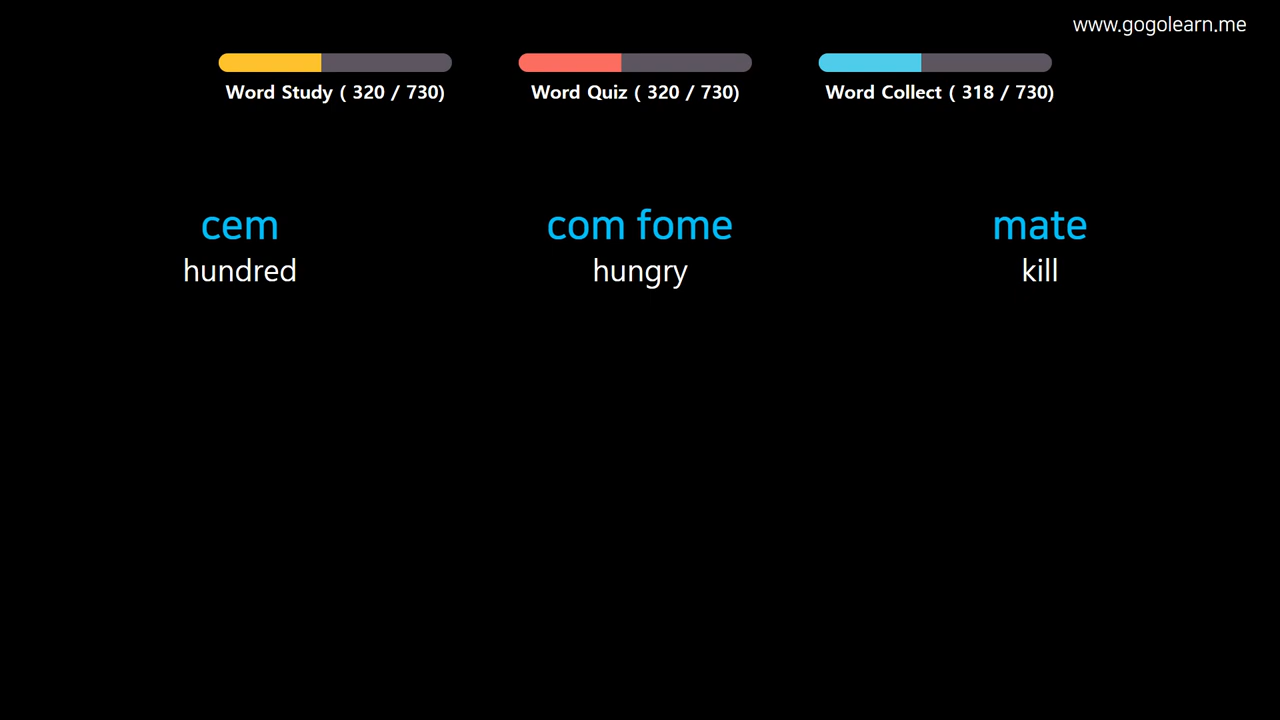 www.gogolearn.me
Word Study ( 320 / 730)
Word Quiz ( 320 / 730)
Word Collect ( 318 / 730)
cem
hundred
com fome
hungry
mate
kill